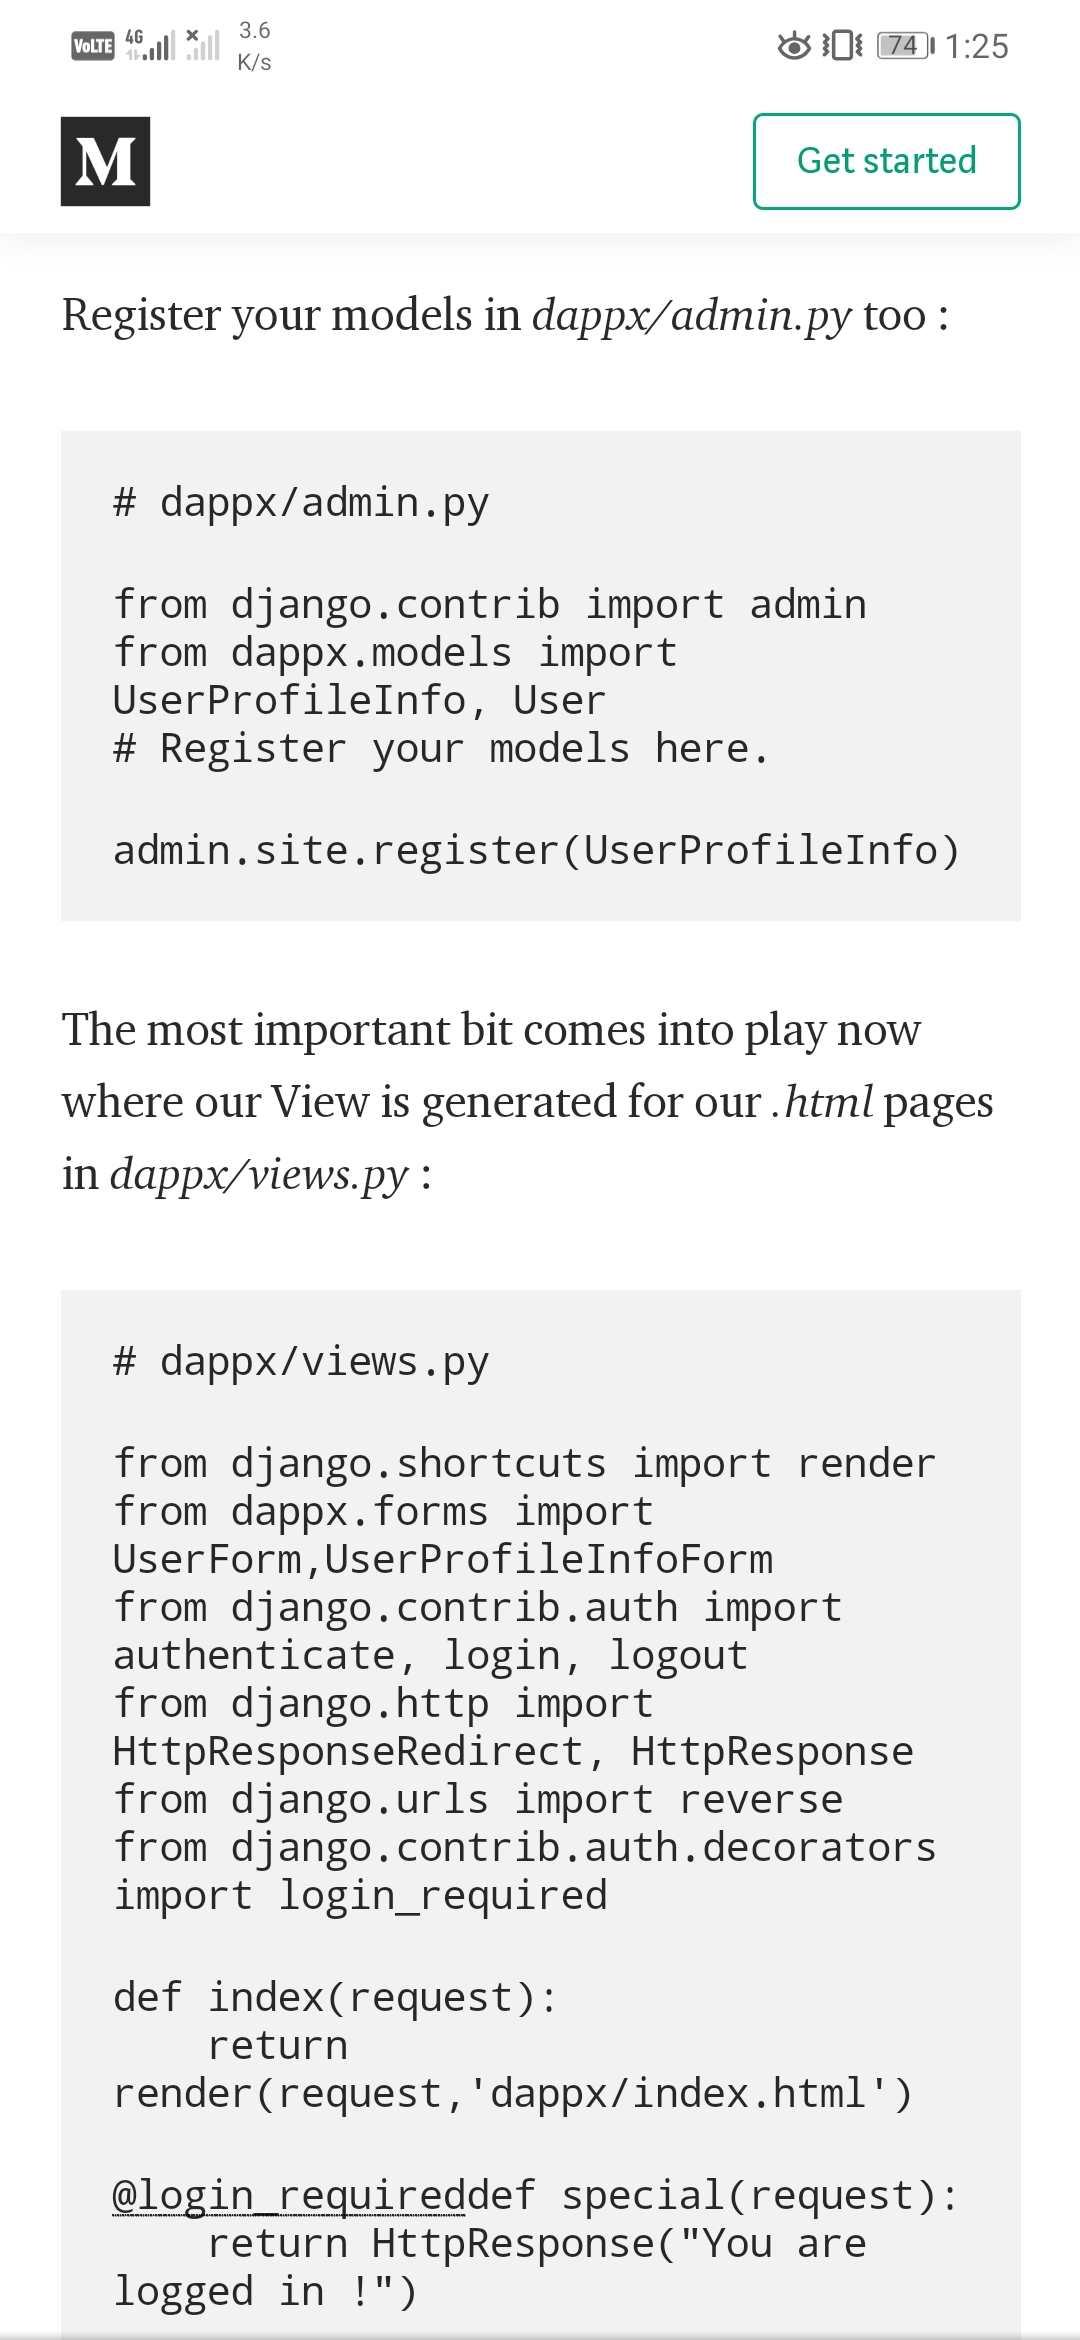 VoLTE 4G 3.6 K/s 74 1:25
M Get started
Register your models in dappx/admin.py too :
# dappx/admin.py
from django.contrib import admin
from dappx.models import
UserProfileInfo, User
# Register your models here.
admin.site.register(UserProfileInfo)
The most important bit comes into play now
where our View is generated for our .html pages
in dappx/views.py :
# dappx/views.py
from django.shortcuts import render
from dappx.forms import
UserForm,UserProfileInfoForm
from django.contrib.auth import
authenticate, login, logout
from django.http import
HttpResponseRedirect, HttpResponse
from django.urls import reverse
from django.contrib.auth.decorators
import login_required
def index(request):
    return
render(request,'dappx/index.html')
@login_requireddef special(request):
    return HttpResponse("You are
logged in !")